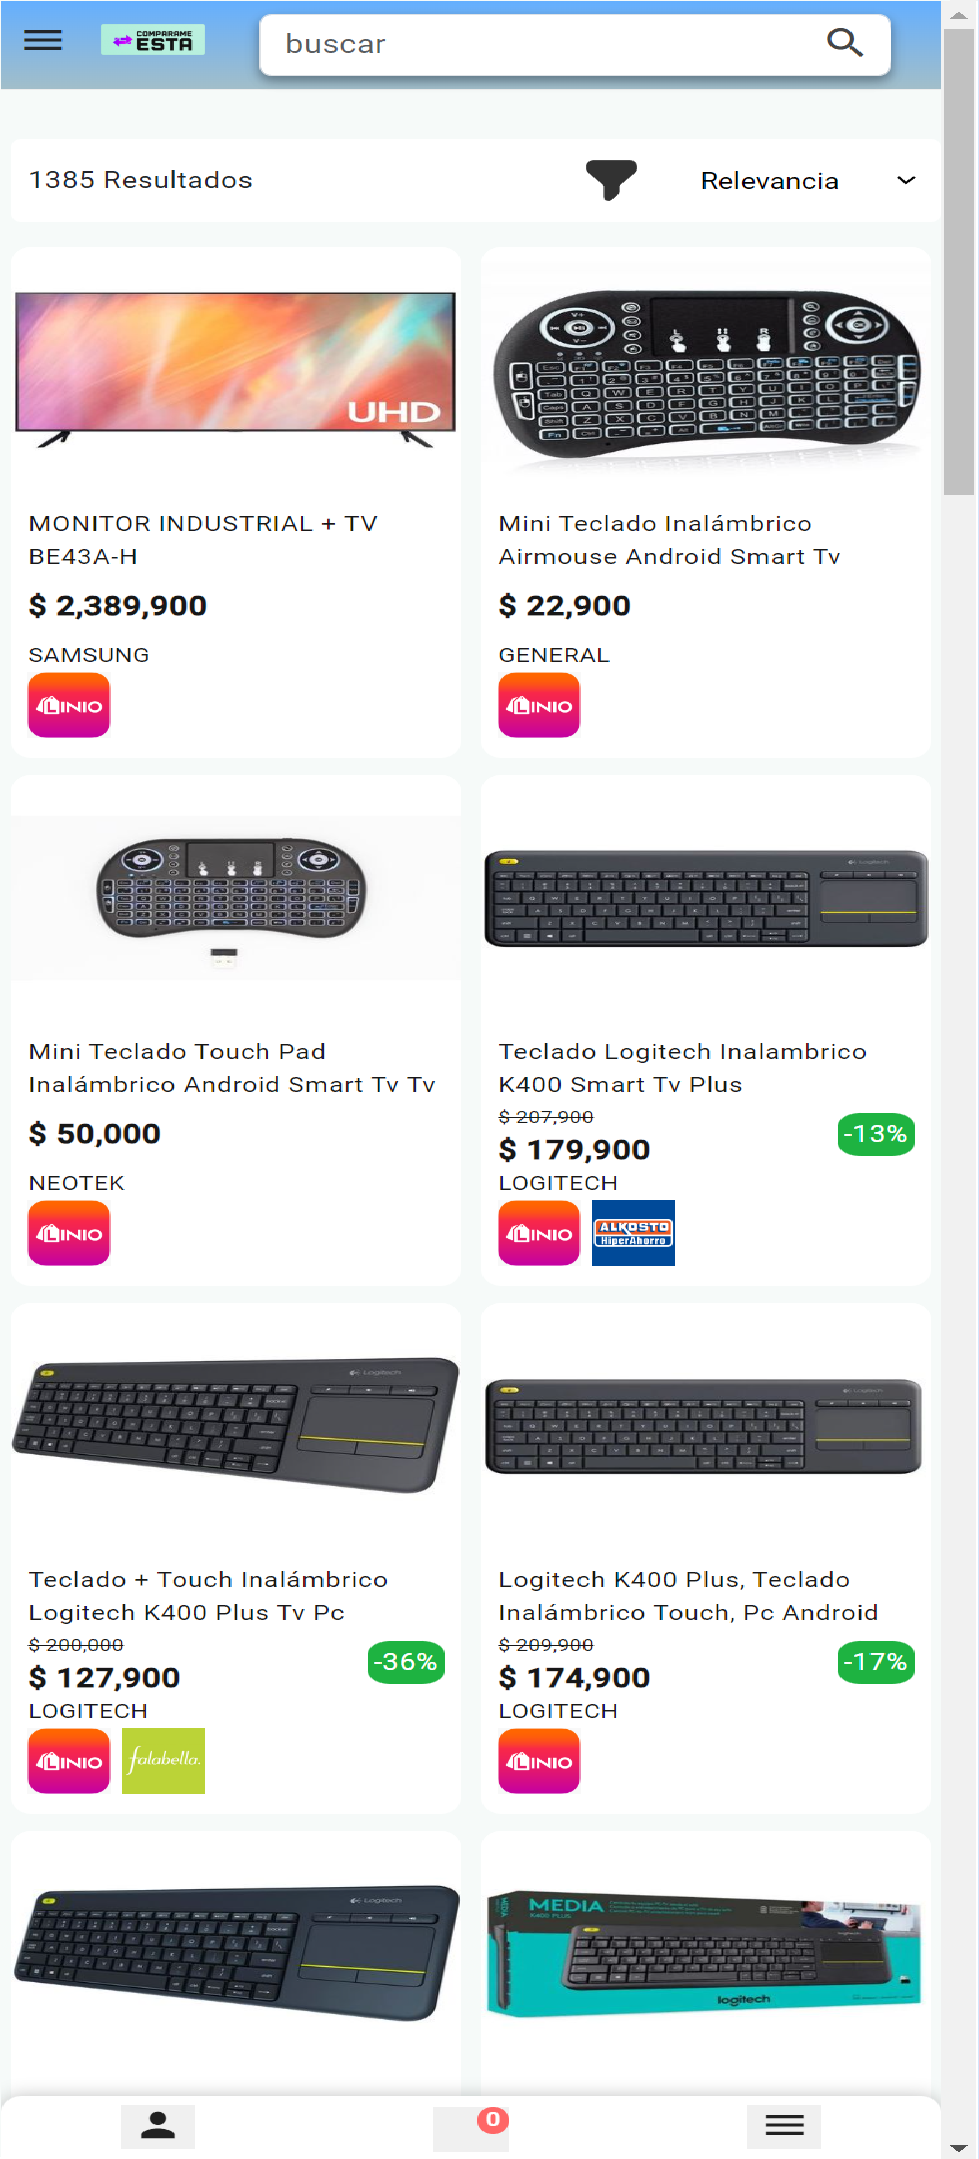 COMPARAME
ESTA
buscar
1385 Resultados
Relevancia
UHD
MONITOR INDUSTRIAL + TV
BE43A-H
$ 2,389,900
SAMSUNG
LINIO
Mini Teclado Inalámbrico
Airmouse Android Smart Tv
$ 22,900
GENERAL
LINIO
Mini Teclado Touch Pad
Inalámbrico Android Smart Tv Tv
$ 50,000
NEOTEK
LINIO
Teclado Logitech Inalambrico
K400 Smart Tv Plus
$ 207,900
$ 179,900
-13%
LOGITECH
LINIO
ALKOSTO
HiperAhorro
Teclado + Touch Inalámbrico
Logitech K400 Plus Tv Pc
$ 200,000
$ 127,900
-36%
LOGITECH
LINIO
falabella.
Logitech K400 Plus, Teclado
Inalámbrico Touch, Pc Android
$ 209,900
$ 174,900
-17%
LOGITECH
LINIO
Logitech
MEDIA
K400 PLUS
logitech
0